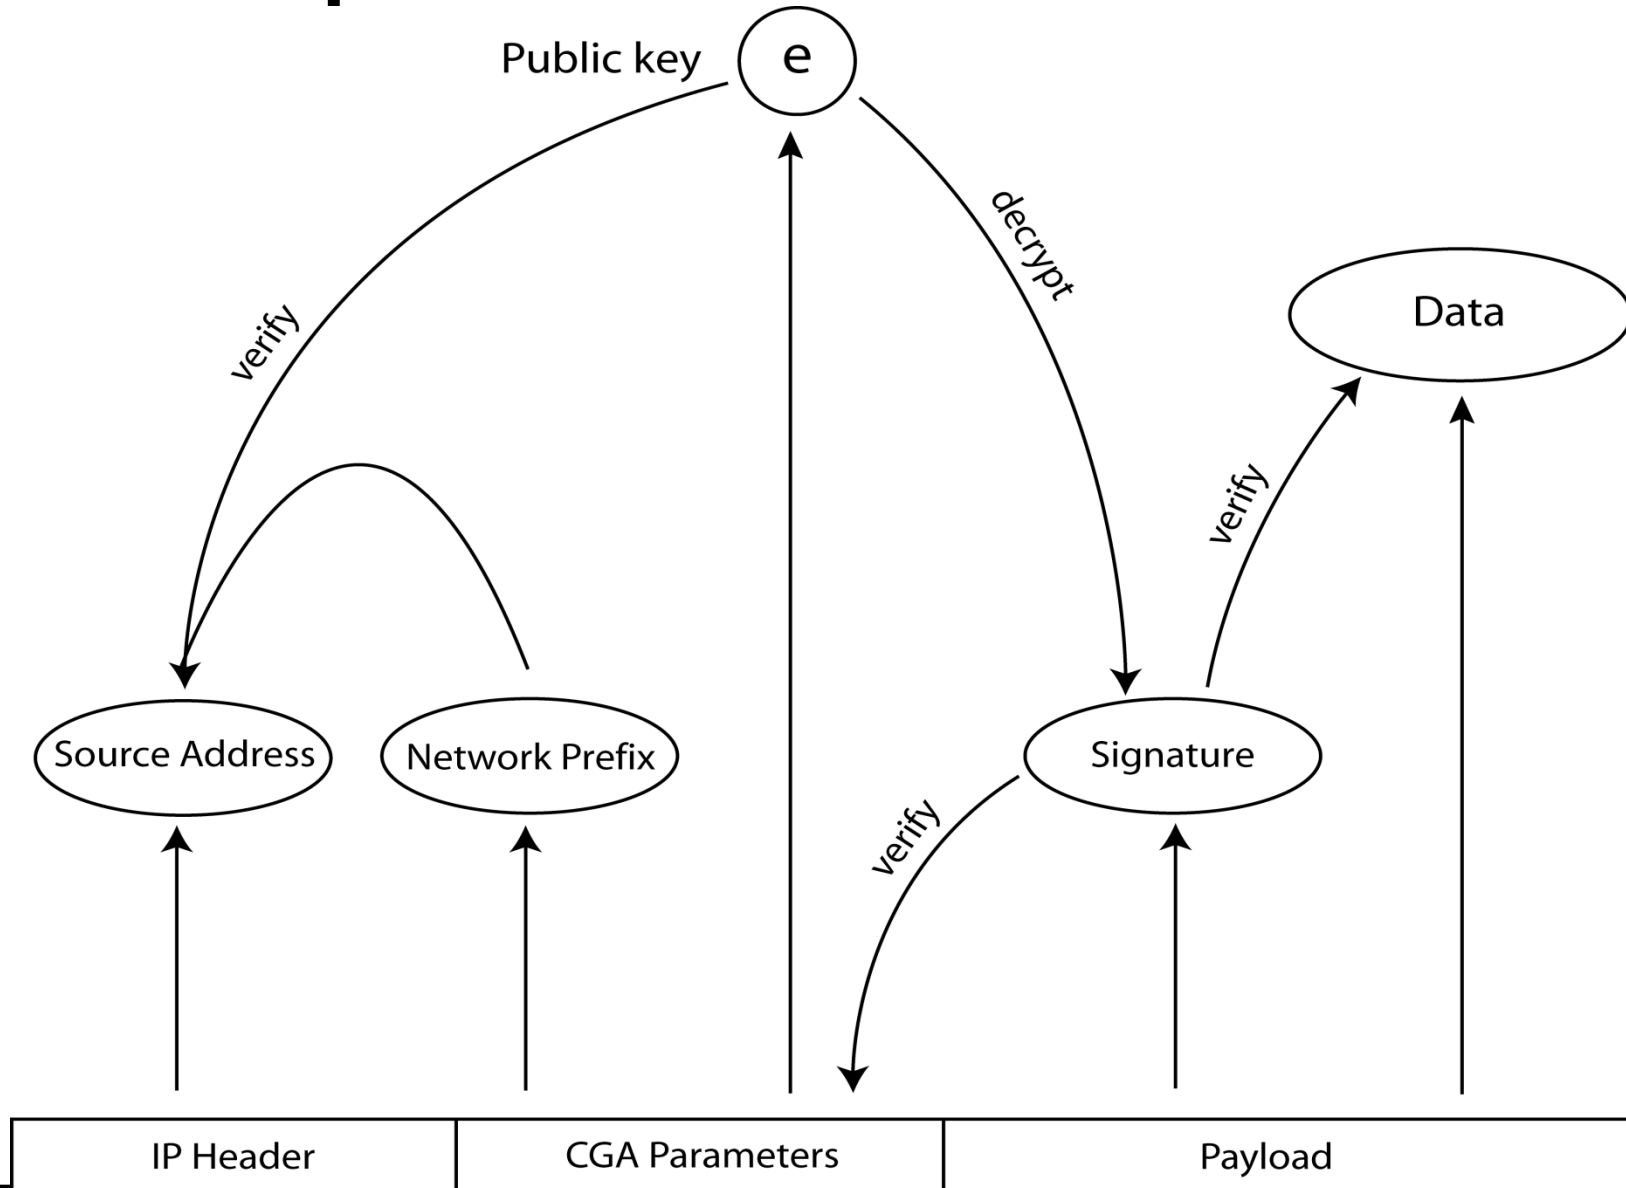 Public key
e
decrypt
verify
Data
verify
Source Address
Network Prefix
Signature
verify
IP Header
CGA Parameters
Payload